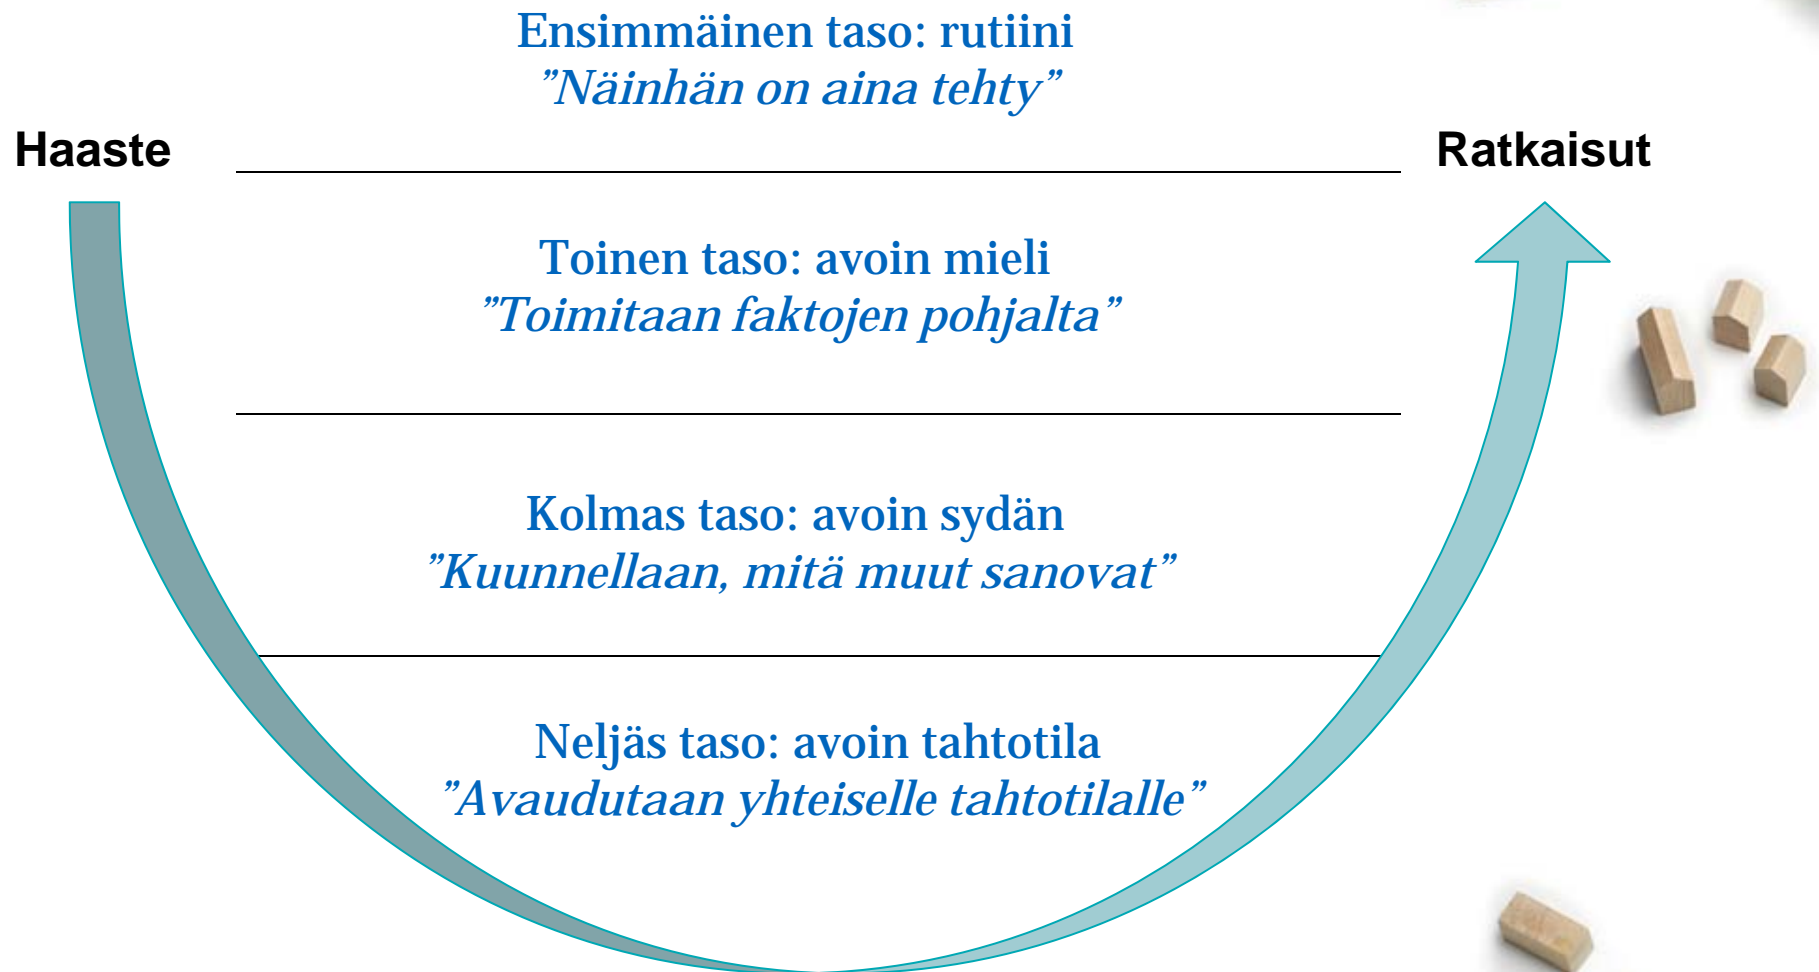 Ensimmäinen taso: rutiini
”Näinhän on aina tehty”
Haaste
Ratkaisut
Toinen taso: avoin mieli
”Toimitaan faktojen pohjalta”
Kolmas taso: avoin sydän
”Kuunnellaan, mitä muut sanovat”
Neljäs taso: avoin tahtotila
”Avaudutaan yhteiselle tahtotilalle”